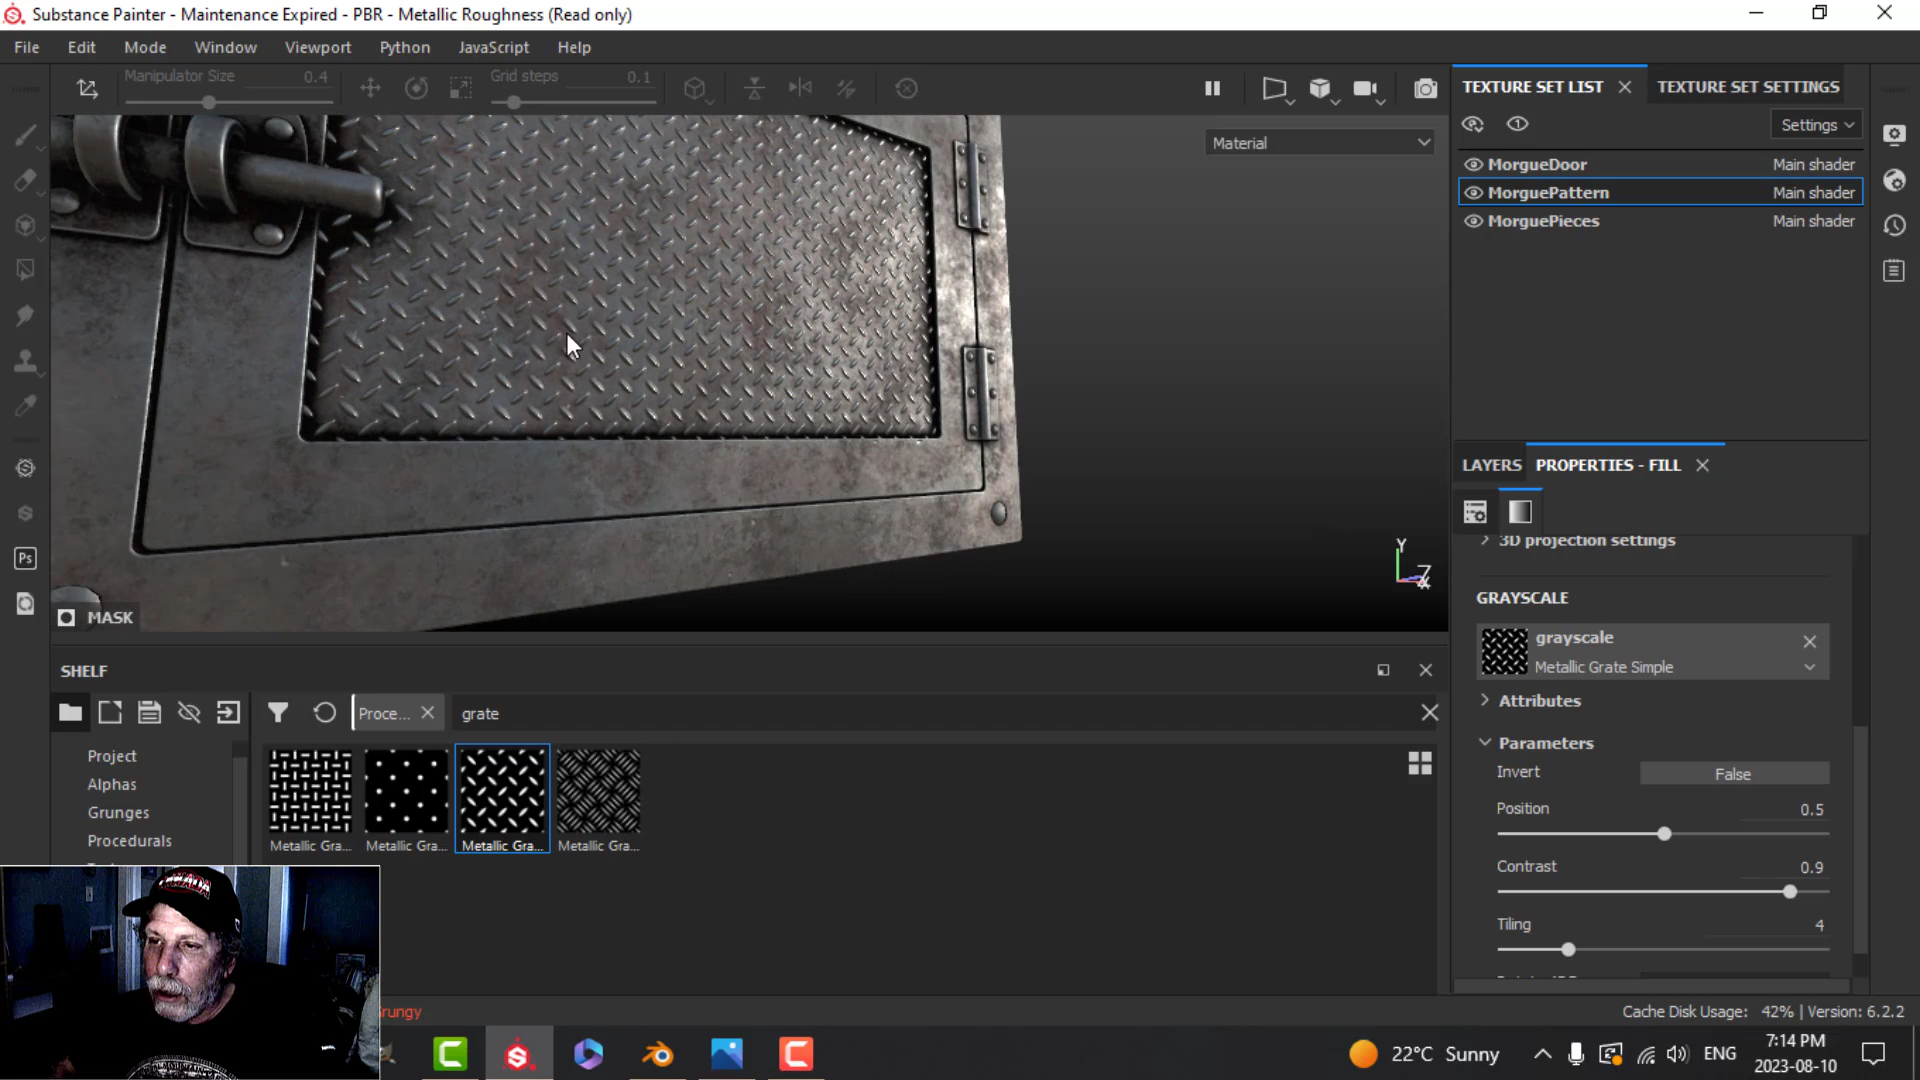 Substance Painter - Maintenance Expired - PBR - Metallic Roughness (Read only)
File Edit Mode Window Viewport Python JavaScript Help
Manipulator Size 0.4 Grid steps 0.1
TEXTURE SET LIST TEXTURE SET SETTINGS
Material
Settings
MorgueDoor Main shader
MorguePattern Main shader
MorguePieces Main shader
LAYERS PROPERTIES - FILL
3D projection settings
GRAYSCALE
grayscale
Metallic Grate Simple
Attributes
Parameters
Invert False
Position 0.5
Contrast 0.9
Tiling 4
Y
Z
MASK
SHELF
Proce... grate
Project
Alphas
Grunges
Procedurals
Metallic Gra... Metallic Gra... Metallic Gra... Metallic Gra...
Ps
CANADA
Cache Disk Usage: 42% | Version: 6.2.2
22°C Sunny ENG 7:14 PM
2023-08-10